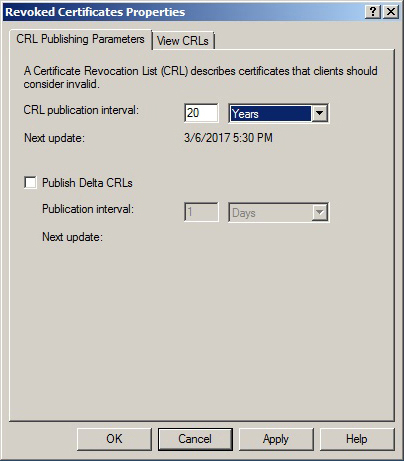 Revoked Certificates Properties
CRL Publishing Parameters View CRLs
A Certificate Revocation List (CRL) describes certificates that clients should
consider invalid.
CRL publication interval: 20 Years
Next update: 3/6/2017 5:30 PM
Publish Delta CRLs
Publication interval: 1 Days
Next update:
OK Cancel Apply Help